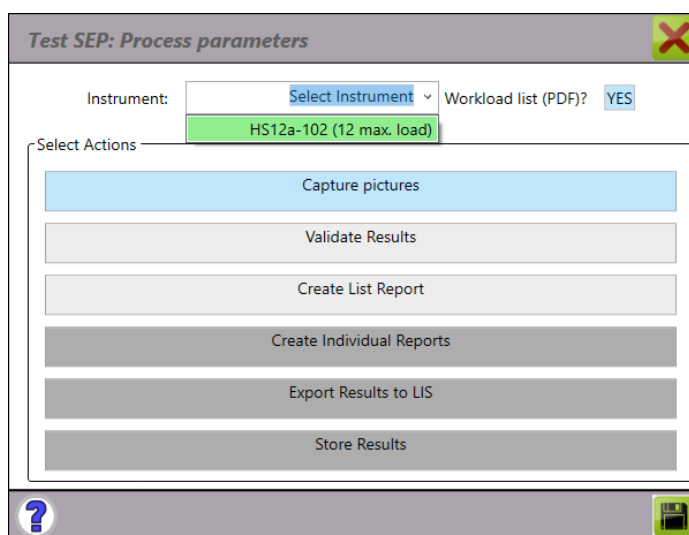 Test SEP: Process parameters
Instrument: Select Instrument Workload list (PDF)? YES
HS12a-102 (12 max. load)
Select Actions
Capture pictures
Validate Results
Create List Report
Create Individual Reports
Export Results to LIS
Store Results
?